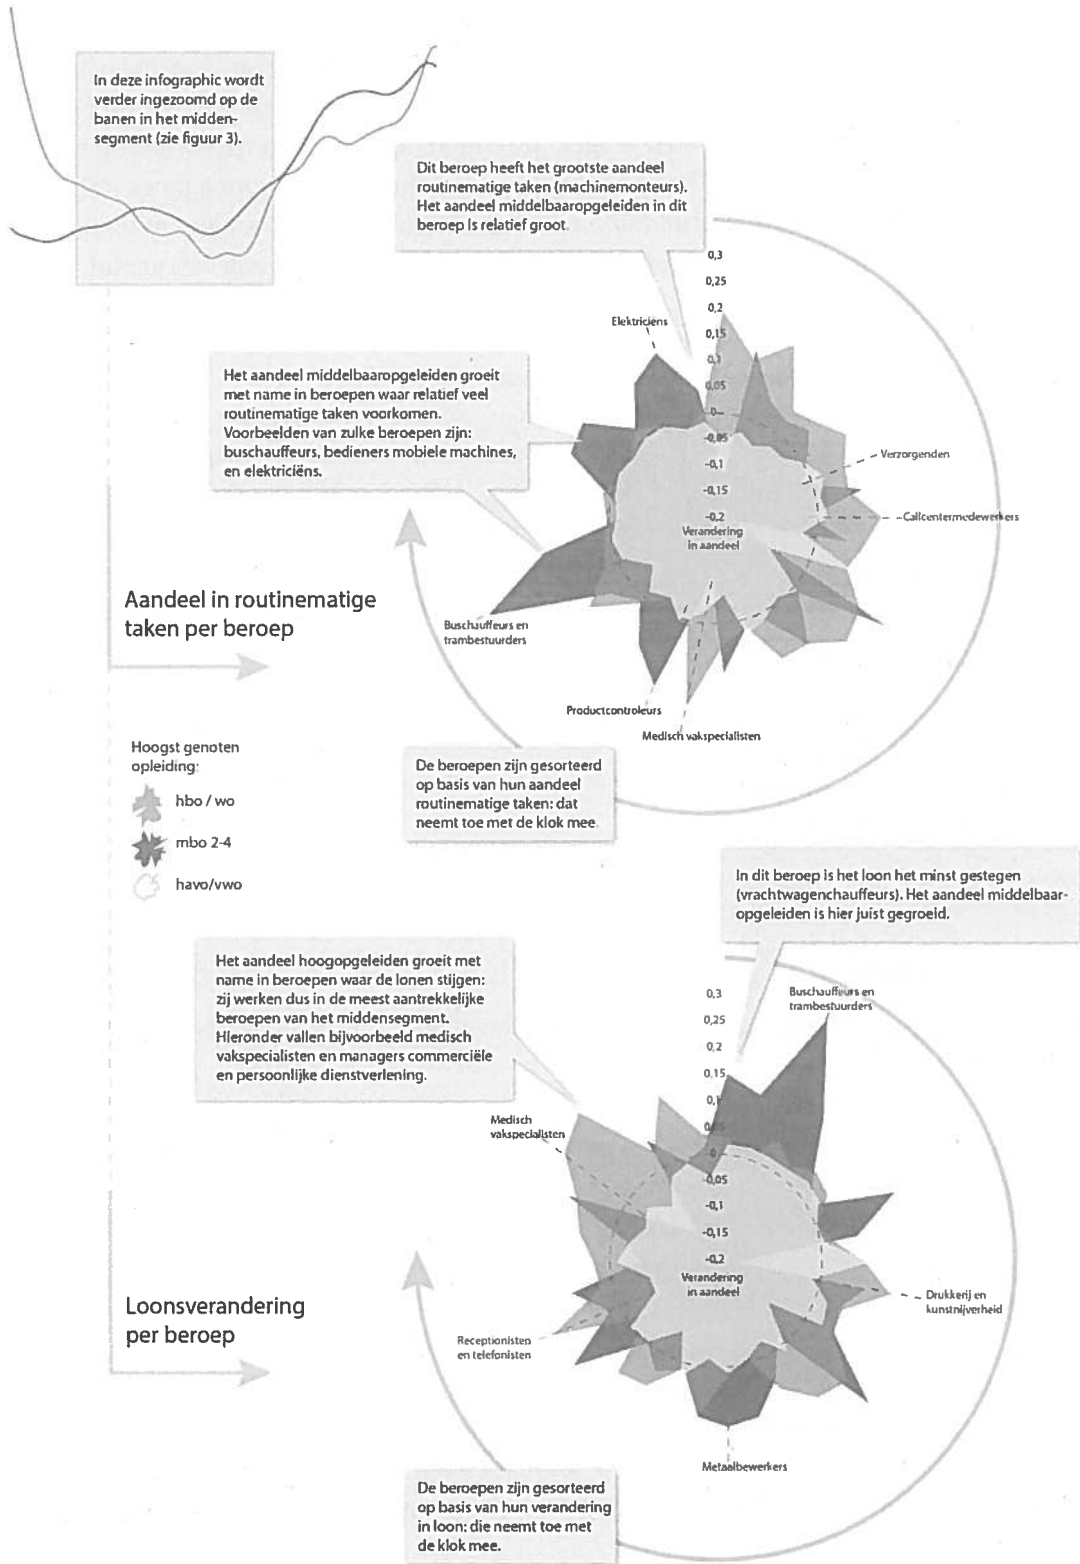 In deze infographic wordt
verder ingezoomd op de
banen in het midden-
segment (zie figuur 3).
Dit beroep heeft het grootste aandeel
routinematige taken (machinemonteurs).
Het aandeel middelbaaropgeleiden in dit
beroep is relatief groot.
0,3
0,25
0,2
0,15
0,1
0,05
0
-0,05
-0,1
-0,15
-0,2
Verandering
in aandeel
Elektriciens
Het aandeel middelbaaropgeleiden groeit
met name in beroepen waar relatief veel
routinematige taken voorkomen.
Voorbeelden van zulke beroepen zijn:
buschauffeurs, bedieners mobiele machines,
en elektriciëns.
Verzorgenden
Callcentermedewerkers
Aandeel in routinematige
taken per beroep
Buschauffeurs en
trambestuurders
Productcontroleurs
Medisch vakspecialisten
Hoogst genoten
opleiding:
hbo / wo
mbo 2-4
havo/vwo
De beroepen zijn gesorteerd
op basis van hun aandeel
routinematige taken: dat
neemt toe met de klok mee.
In dit beroep is het loon het minst gestegen
(vrachtwagenchauffeurs). Het aandeel middelbaar-
opgeleiden is hier juist gegroeid.
Het aandeel hoogopgeleiden groeit met
name in beroepen waar de lonen stijgen:
zij werken dus in de meest aantrekkelijke
beroepen van het middensegment.
Hieronder vallen bijvoorbeeld medisch
vakspecialisten en managers commerciële
en persoonlijke dienstverlening.
Buschauffeurs en
trambestuurders
0,3
0,25
0,2
0,15
0,1
0,05
0
-0,05
-0,1
-0,15
-0,2
Verandering
in aandeel
Medisch
vakspecialisten
Drukkerij en
kunstnijverheid
Loonsverandering
per beroep
Receptionisten
en telefonisten
Metaalbewerkers
De beroepen zijn gesorteerd
op basis van hun verandering
in loon: die neemt toe met
de klok mee.